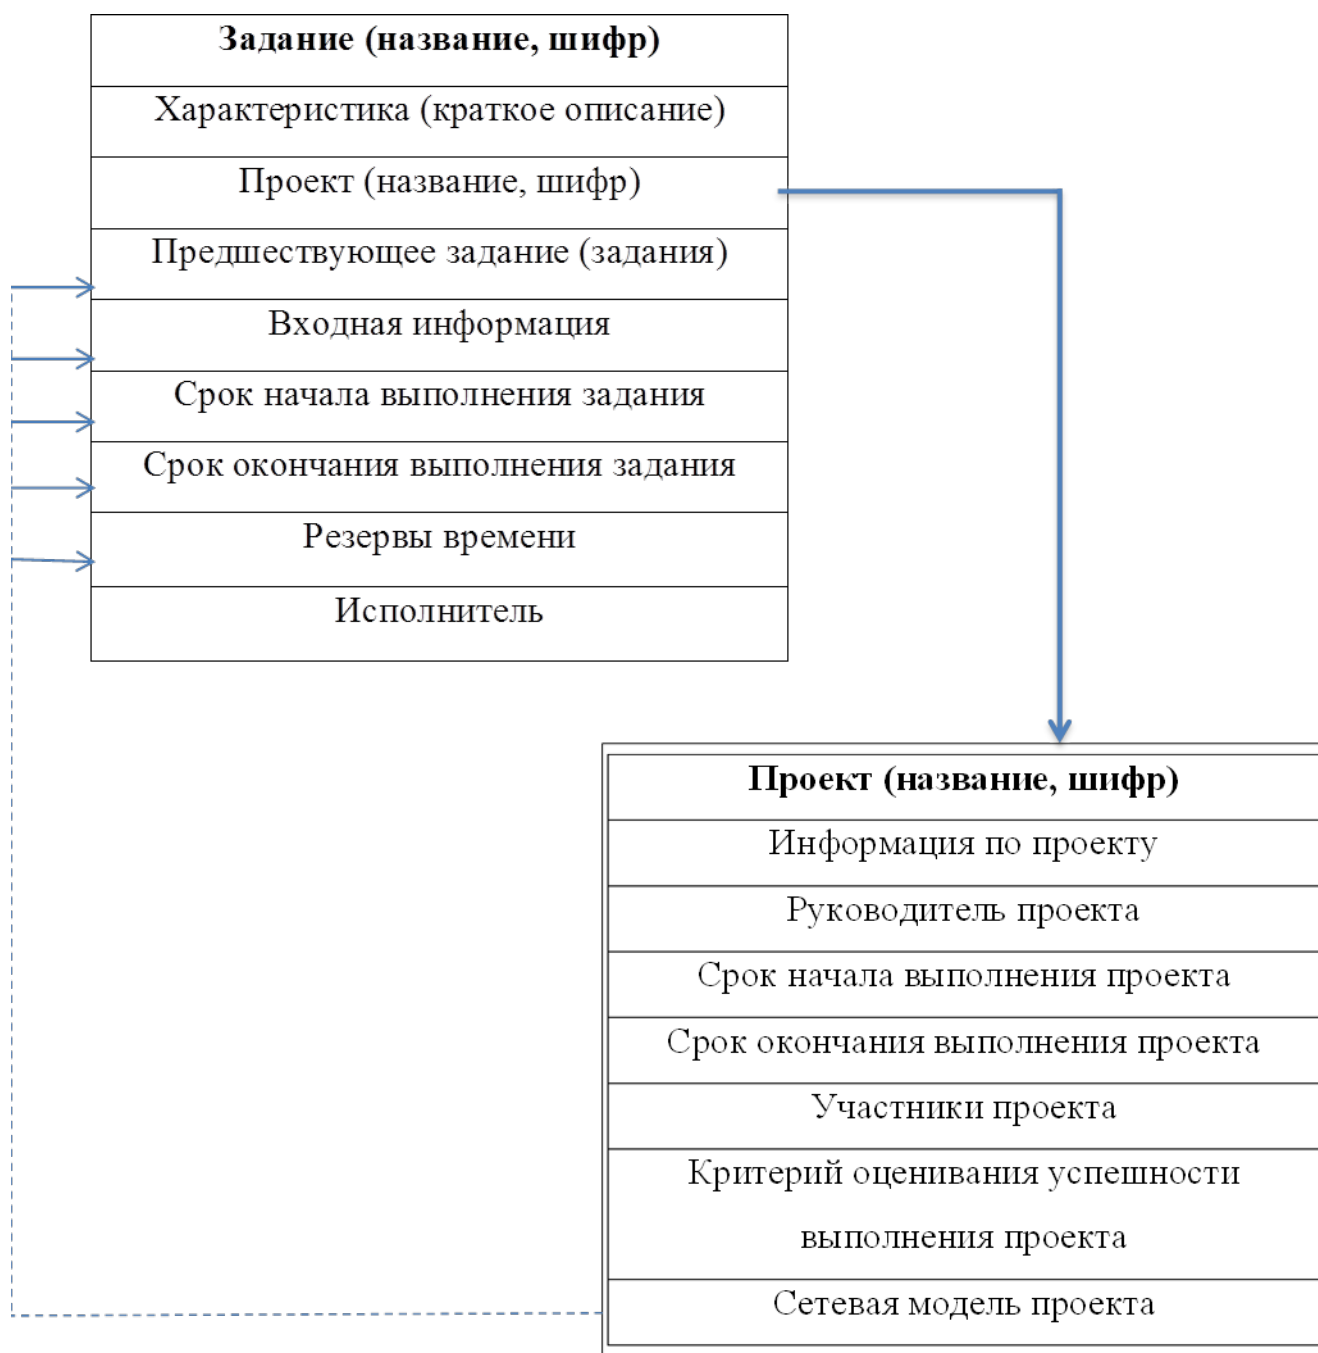 Задание (название, шифр)
Характеристика (краткое описание)
Проект (название, шифр)
Предшествующее задание (задания)
Входная информация
Срок начала выполнения задания
Срок окончания выполнения задания
Резервы времени
Исполнитель
Проект (название, шифр)
Информация по проекту
Руководитель проекта
Срок начала выполнения проекта
Срок окончания выполнения проекта
Участники проекта
Критерий оценивания успешности
выполнения проекта
Сетевая модель проекта